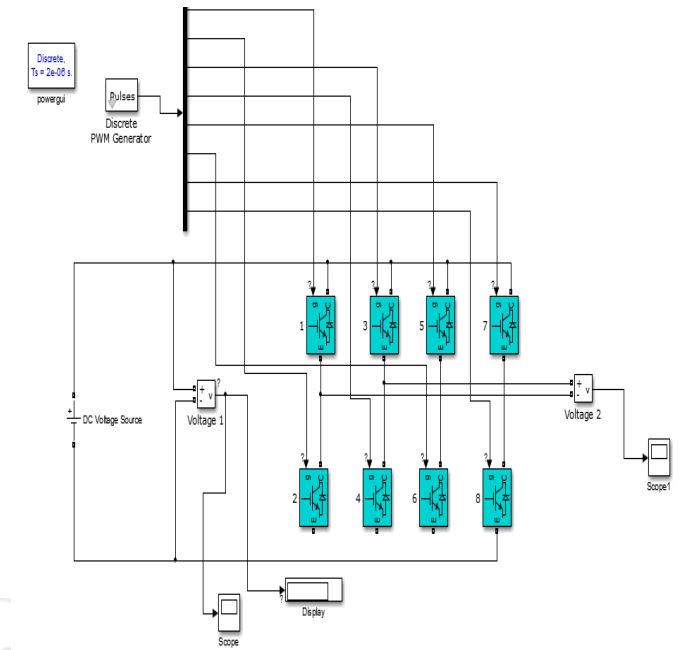 Discrete,
Ts = 2e-06 s.
powergui
Pulses
Discrete
PWM Generator
?
?
?
?
g
C
E
1
g
C
E
3
g
C
E
5
g
C
E
7
+
-
v
?
Voltage 1
+
DC Voltage Source
+
-
v
Voltage 2
Scope1
?
?
?
?
g
C
E
2
g
C
E
4
g
C
E
6
g
C
E
8
?
Display
Scope